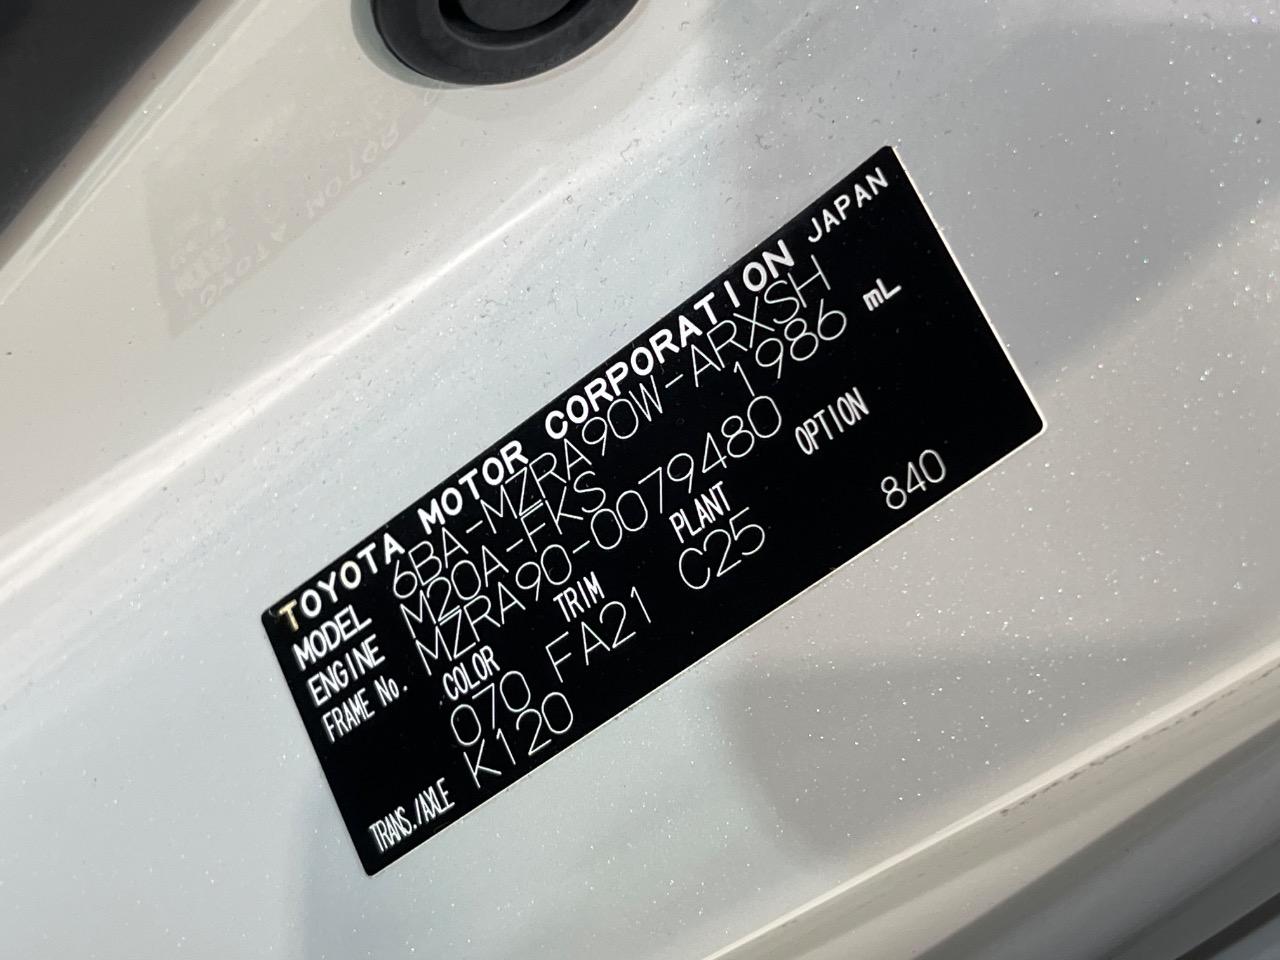 TOYOTA MOTOR CORPORATION JAPAN
MODEL 6BA-MZRA90W-ARXSH
ENGINE M20A-FKS 1986 mL
FRAME No. MZRA90-0079480
COLOR TRIM PLANT OPTION
070 FA21 C25 840
TRANS./AXLE K120